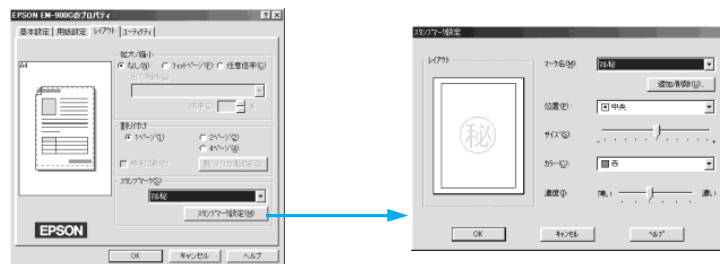 EPSON EM-900Cのプロパティ
基本設定 用紙設定 レイアウト ユーティリティ
A4
拡大/縮小
なし(N) フィットページ(F) 任意倍率(C)
出力用紙(O)
倍率(Z) %
割り付け
1ページ(1) 2ページ(2)
4ページ(4)
スタンプマーク(S)
マル秘
スタンプマーク設定(M)
EPSON
OK キャンセル ヘルプ
スタンプマーク設定
レイアウト
秘
マーク名(M) マル秘
追加/削除(U)...
位置(P) 中央
サイズ(S)
- +
カラー(C) 青
濃度(I) 薄い 濃い
OK キャンセル ヘルプ